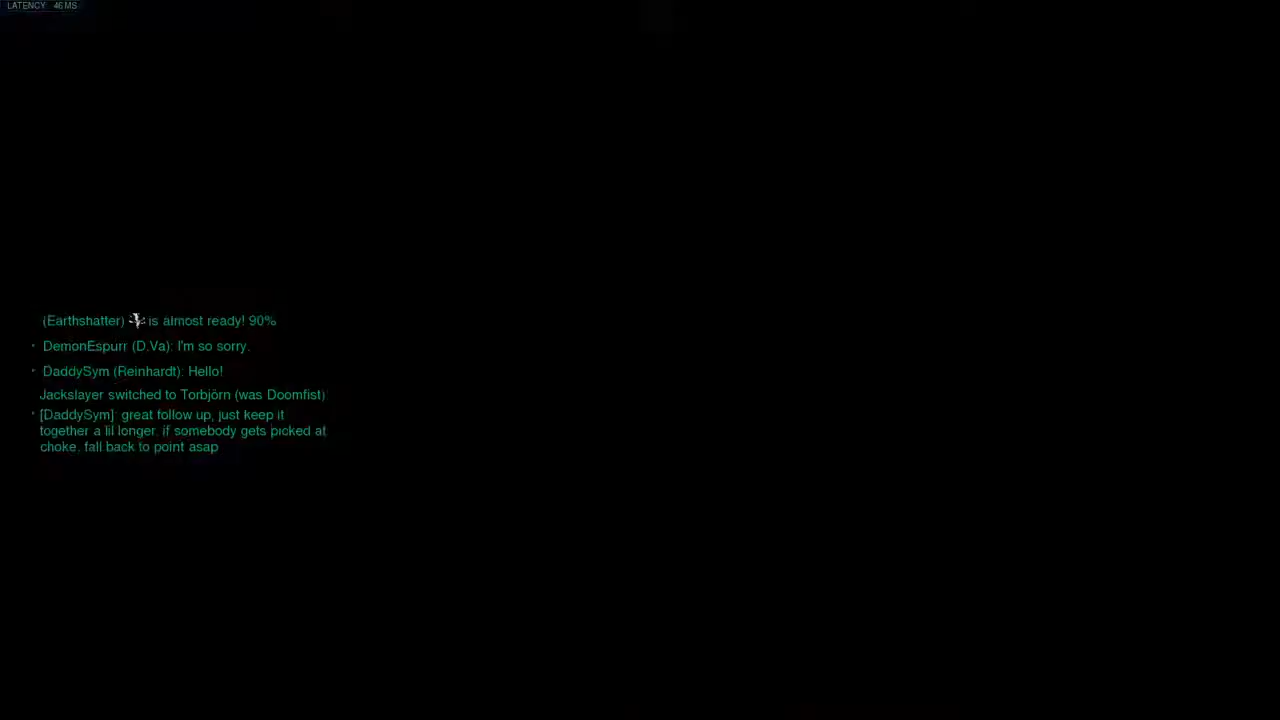 LATENCY 46 MS
(Earthshatter) is almost ready! 90%
DemonEspurr (D.Va): I'm so sorry.
DaddySym (Reinhardt): Hello!
Jackslayer switched to Torbjörn (was Doomfist)
[DaddySym]: great follow up, just keep it
together a lil longer. if somebody gets picked at
choke, fall back to point asap